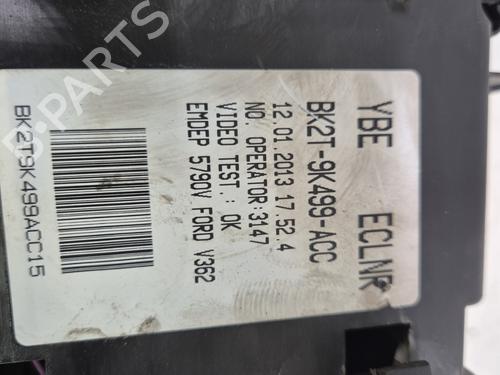 YBE ECLNR
BK2T-9K499-ACC
12.01.2013 17.52.4
NO. OPERATOR:3147
VIDEO TEST: OK
EMDEP 5790V FORD V362
BK2T9K499ACC15
B-PARTS